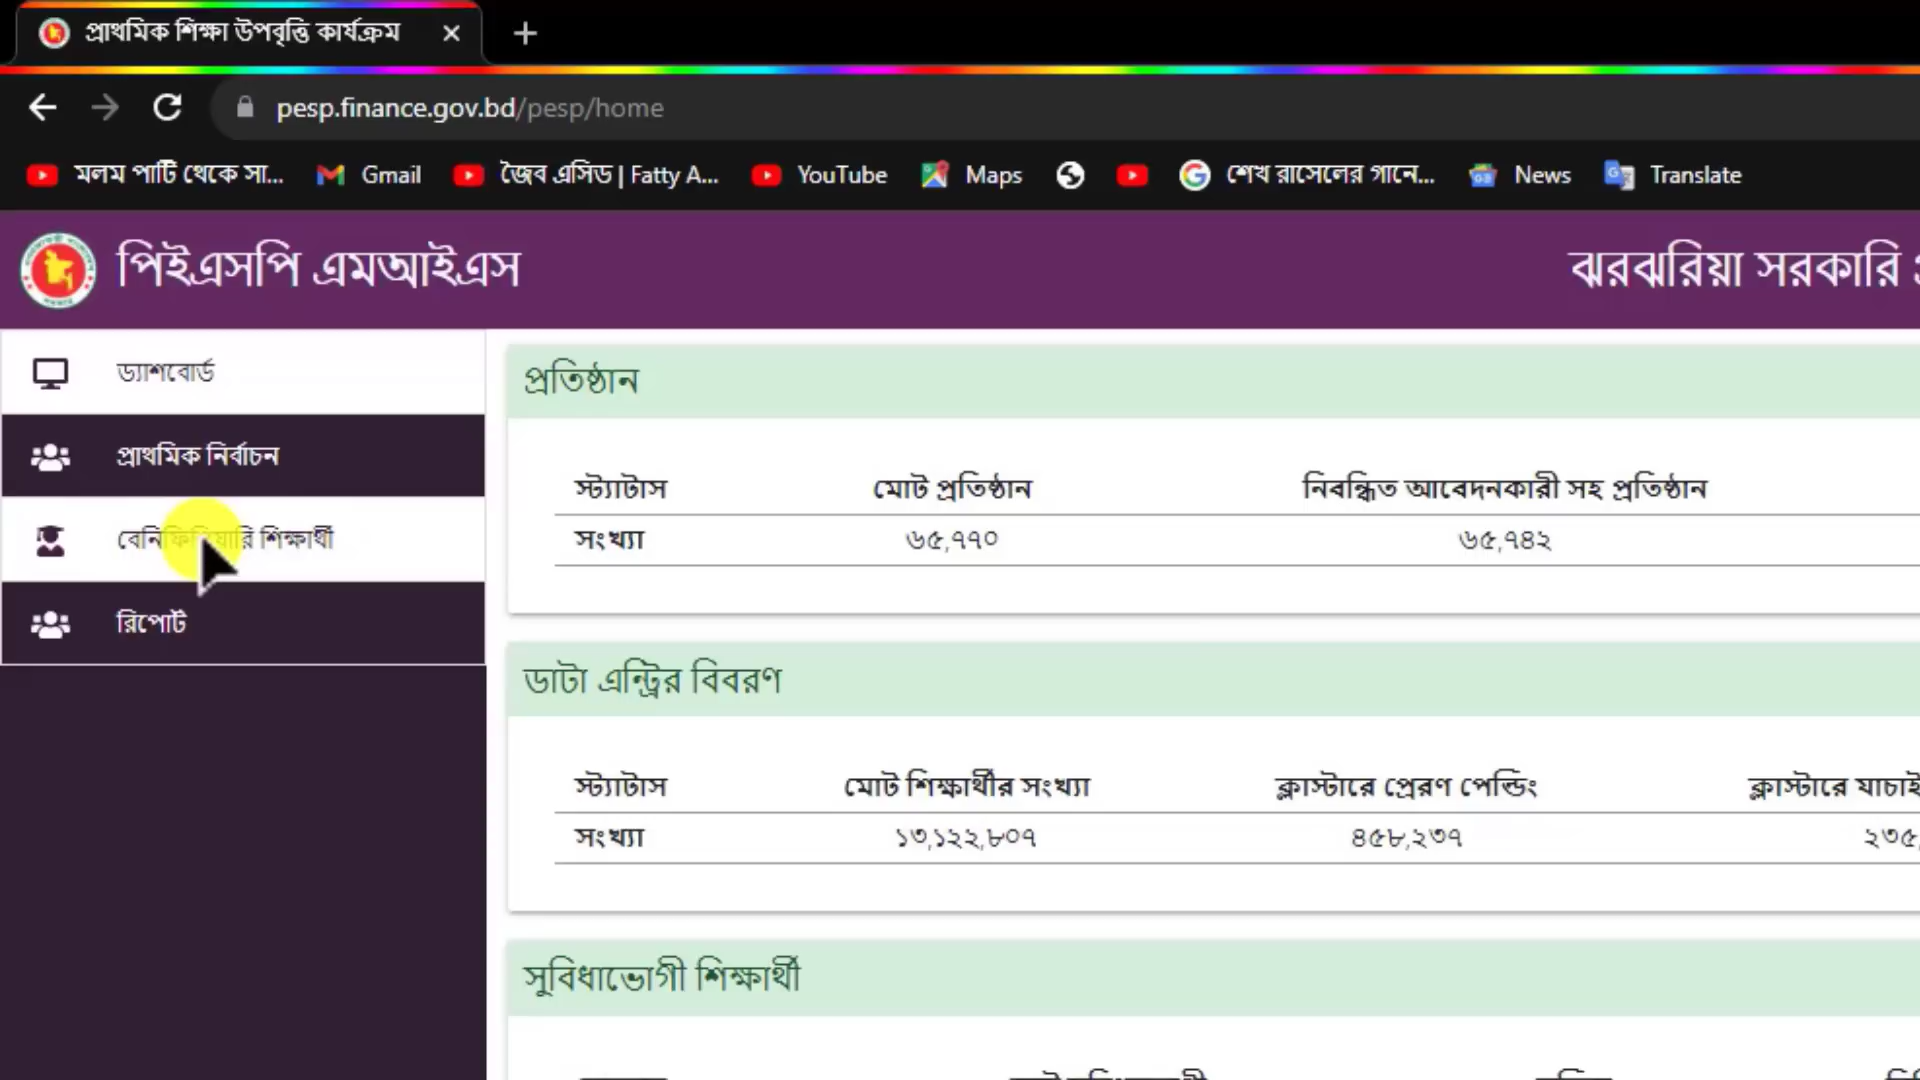 প্রাথমিক শিক্ষা উপবৃত্তি কার্যক্রম
pesp.finance.gov.bd/pesp/home
মলম পার্টি থেকে সা... Gmail জৈব এসিড | Fatty A... YouTube Maps শেখ রাসেলের গানে... News Translate
পিইএসপি এমআইএস ঝরঝরিয়া সরকারি
ড্যাশবোর্ড
প্রাথমিক নির্বাচন
বেনিফিসিয়ারি শিক্ষার্থী
রিপোর্ট
প্রতিষ্ঠান
স্ট্যাটাস মোট প্রতিষ্ঠান নিবন্ধিত আবেদনকারী সহ প্রতিষ্ঠান
সংখ্যা ৬৫,৭৭০ ৬৫,৭৪২
ডাটা এন্ট্রির বিবরণ
স্ট্যাটাস মোট শিক্ষার্থীর সংখ্যা ক্লাস্টারে প্রেরণ পেন্ডিং ক্লাস্টারে যাচাই
সংখ্যা ১৩,১২২,৮০৭ ৪৫৮,২৩৭ ২৩৫,
সুবিধাভোগী শিক্ষার্থী